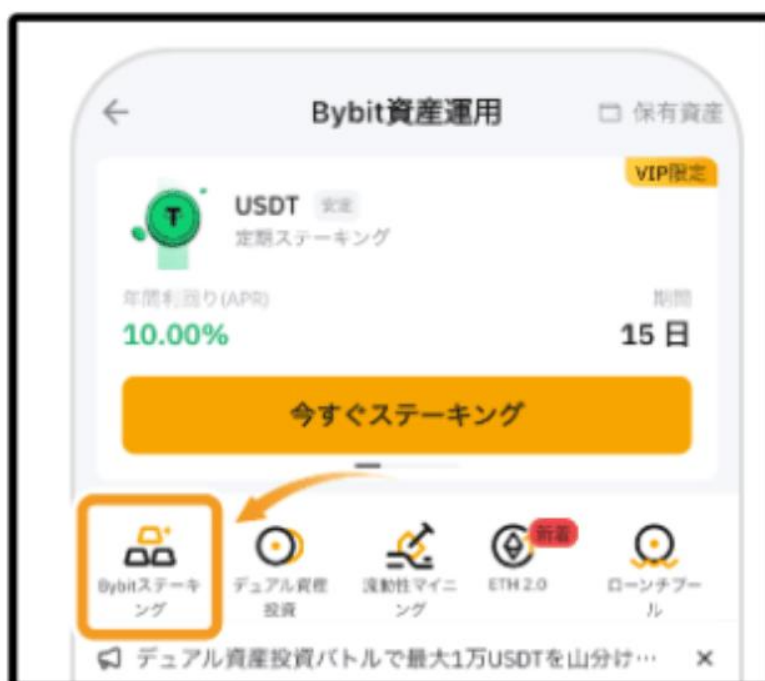 Bybit資産運用
保有資産
VIP限定
USDT 安定
定期ステーキング
年間利回り(APR)
期間
10.00%
15 日
今すぐステーキング
Bybitステーキ
ング
デュアル資産
投資
流動性マイニ
ング
新着
ETH 2.0
ローンチプー
ル
デュアル資産投資バトルで最大1万USDTを山分け…